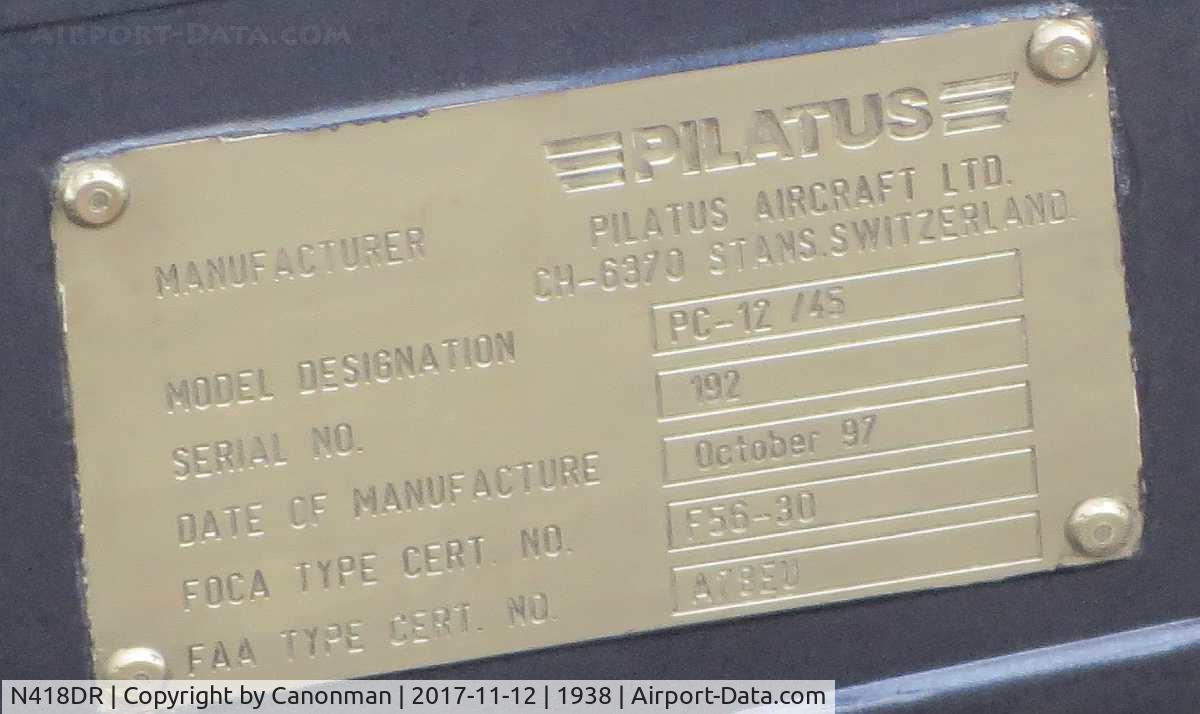 AIRPORT-DATA.COM
PILATUS
MANUFACTURER
PILATUS AIRCRAFT LTD.
CH-6370 STANS.SWITZERLAND.
MODEL DESIGNATION PC-12 /45
SERIAL NO. 192
DATE OF MANUFACTURE October 97
FOCA TYPE CERT. NO. F56-30
FAA TYPE CERT. NO. A78EU
N418DR | Copyright by Canonman | 2017-11-12 | 1938 | Airport-Data.com